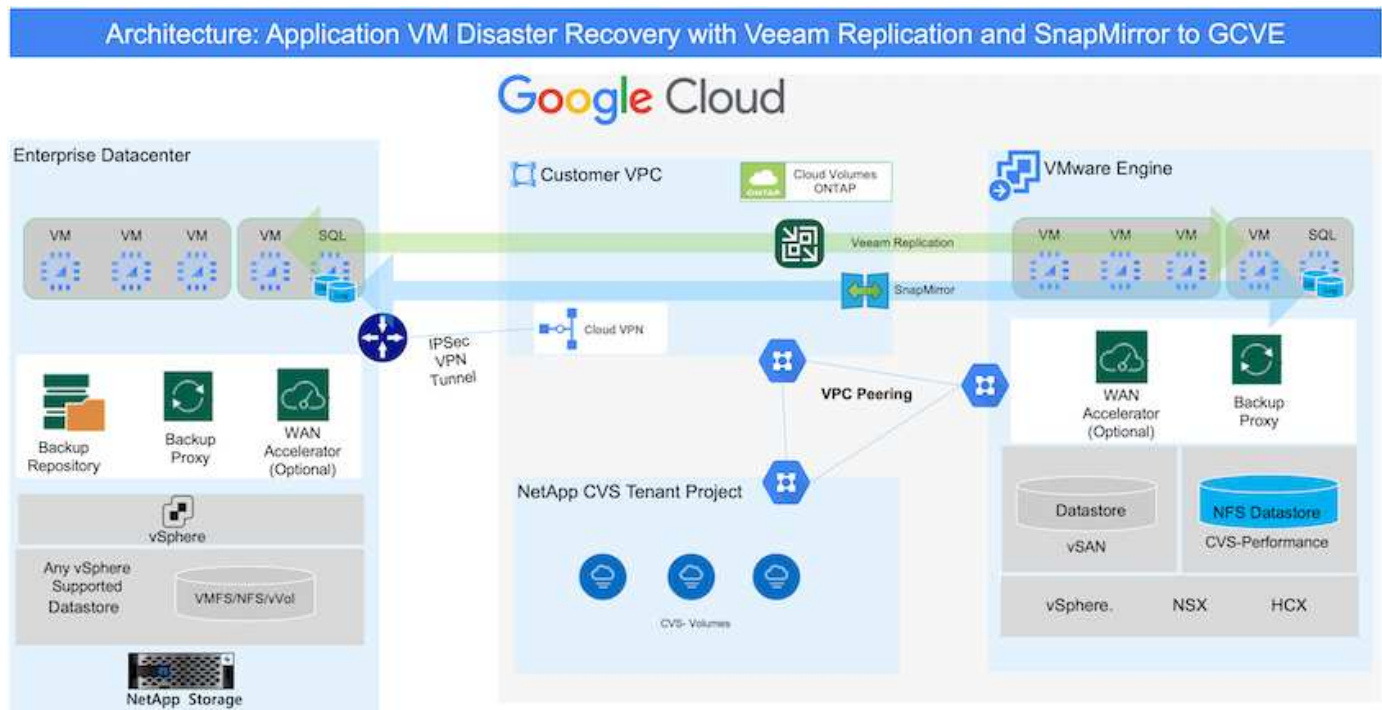 Architecture: Application VM Disaster Recovery with Veeam Replication and SnapMirror to GCVE
Google Cloud
Enterprise Datacenter
VM
VM
VM
VM
SQL
IPSec
VPN
Tunnel
Backup
Repository
Backup
Proxy
WAN
Accelerator
(Optional)
vSphere
Any vSphere
Supported
Datastore
VMFS/NFS/vVol
NetApp Storage
Customer VPC
ONTAP
Cloud Volumes
ONTAP
Veeam Replication
SnapMirror
Cloud VPN
VPC Peering
NetApp CVS Tenant Project
CVS- Volumes
VMware Engine
VM
VM
VM
VM
SQL
WAN
Accelerator
(Optional)
Backup
Proxy
Datastore
vSAN
NFS Datastore
CVS-Performance
vSphere.
NSX
HCX